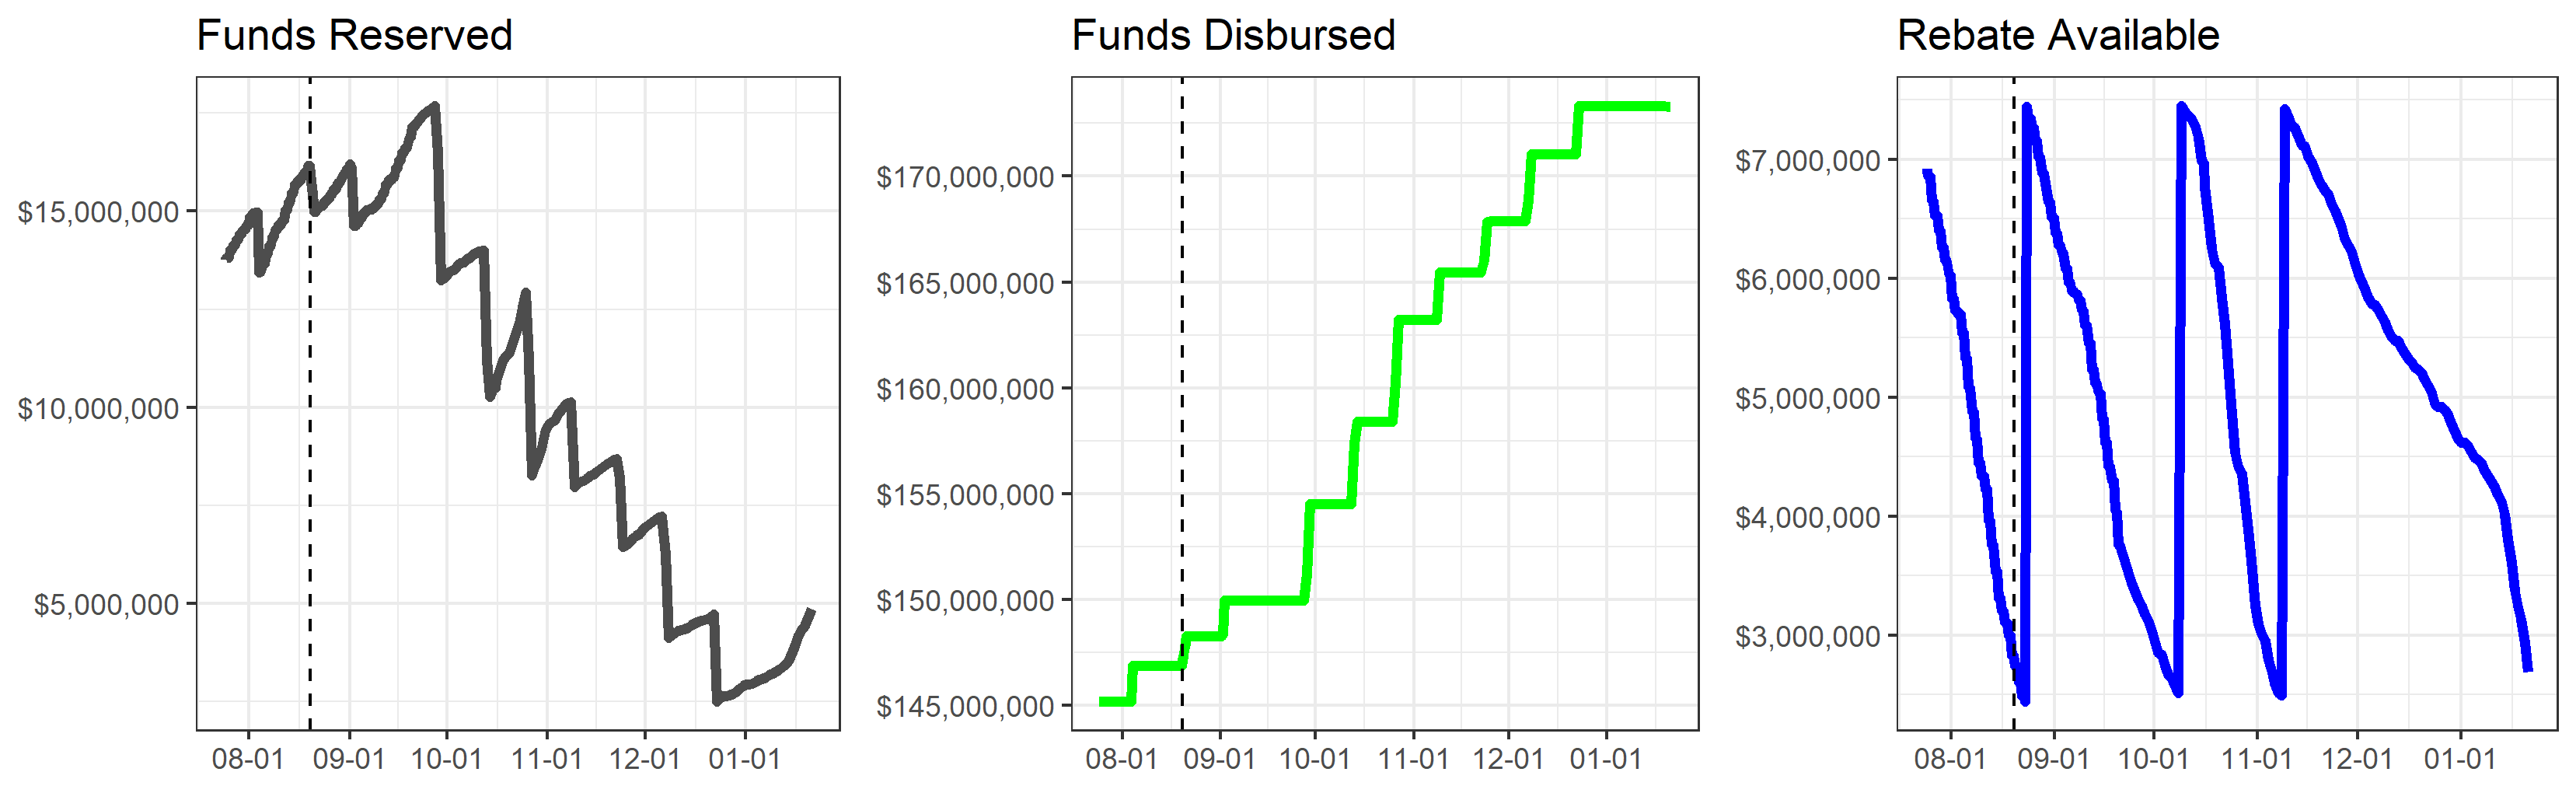 Funds Reserved
$15,000,000
$10,000,000
$5,000,000
08-01 09-01 10-01 11-01 12-01 01-01
Funds Disbursed
$170,000,000
$165,000,000
$160,000,000
$155,000,000
$150,000,000
$145,000,000
08-01 09-01 10-01 11-01 12-01 01-01
Rebate Available
$7,000,000
$6,000,000
$5,000,000
$4,000,000
$3,000,000
08-01 09-01 10-01 11-01 12-01 01-01